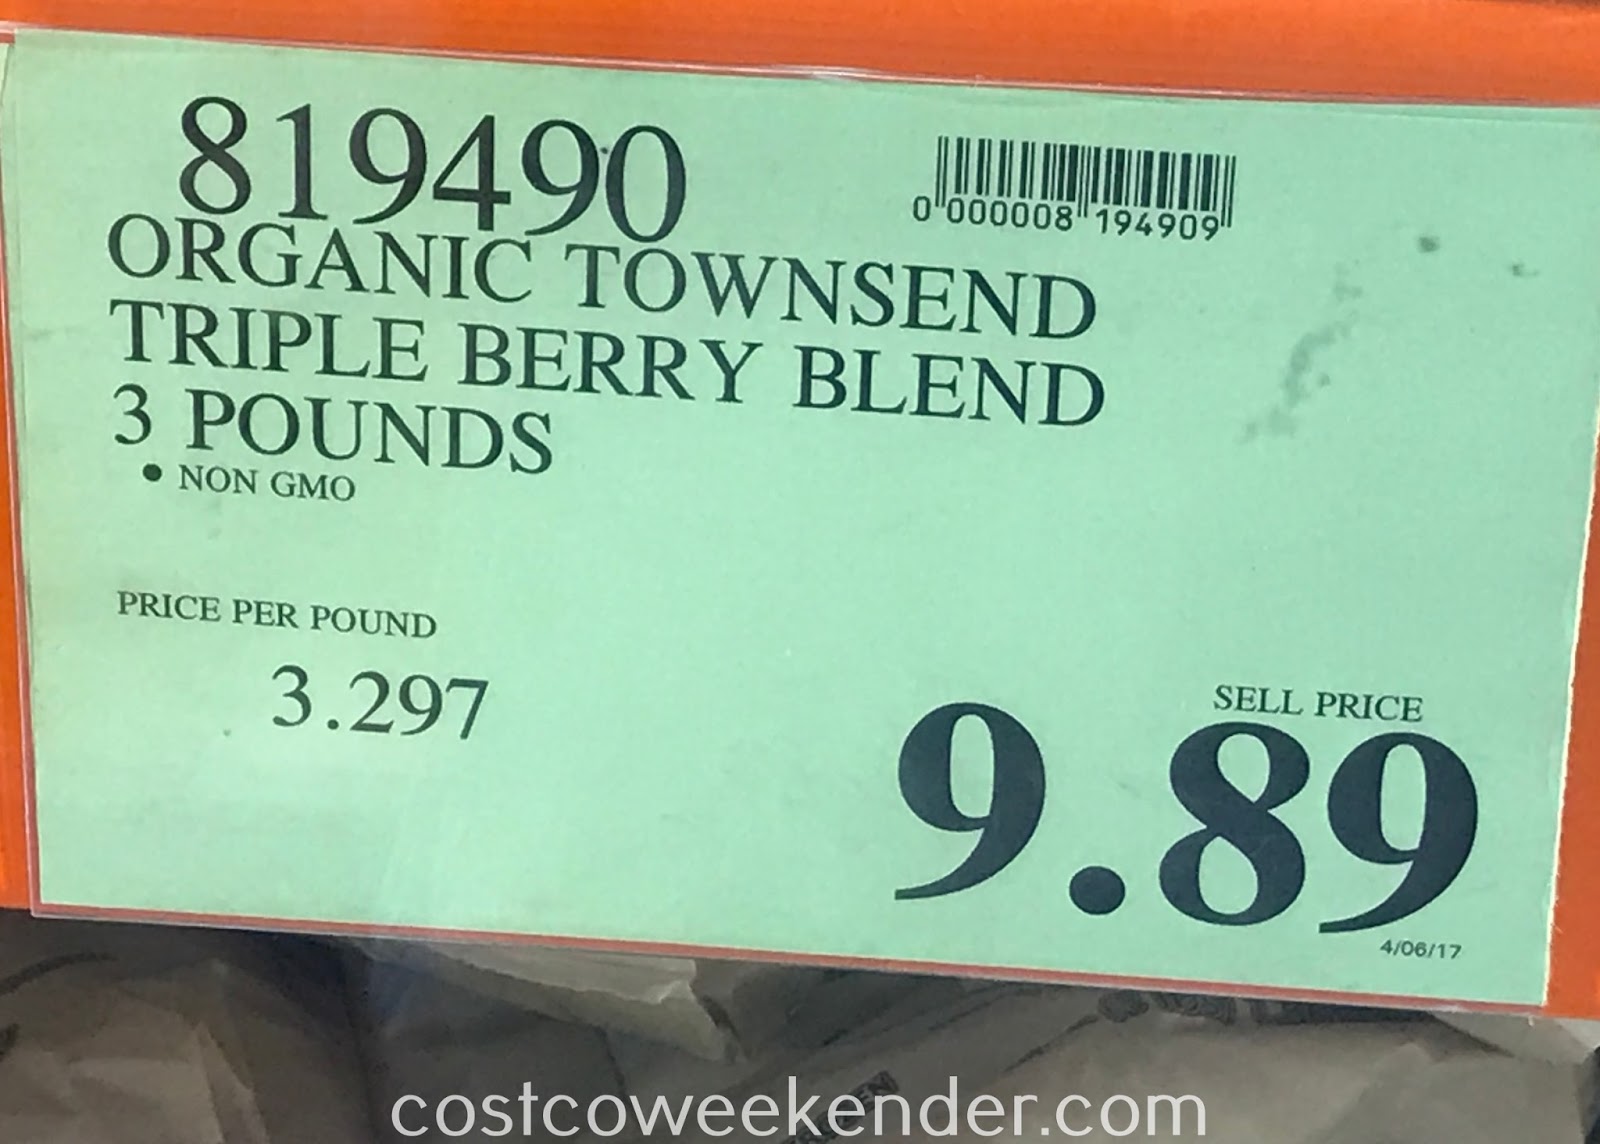 819490
0 000008 194909
ORGANIC TOWNSEND
TRIPLE BERRY BLEND
3 POUNDS
• NON GMO
PRICE PER POUND
3.297
SELL PRICE
9.89
4/06/17
costcoweekender.com